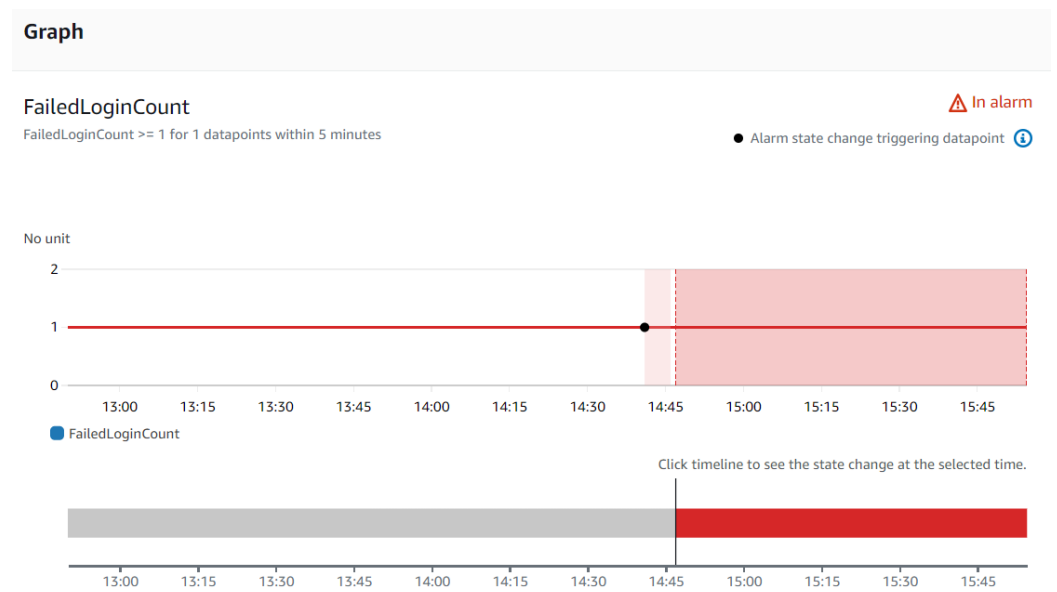 Graph
FailedLoginCount
In alarm
FailedLoginCount >= 1 for 1 datapoints within 5 minutes
Alarm state change triggering datapoint
No unit
2
1
0
13:00 13:15 13:30 13:45 14:00 14:15 14:30 14:45 15:00 15:15 15:30 15:45
FailedLoginCount
Click timeline to see the state change at the selected time.
13:00 13:15 13:30 13:45 14:00 14:15 14:30 14:45 15:00 15:15 15:30 15:45